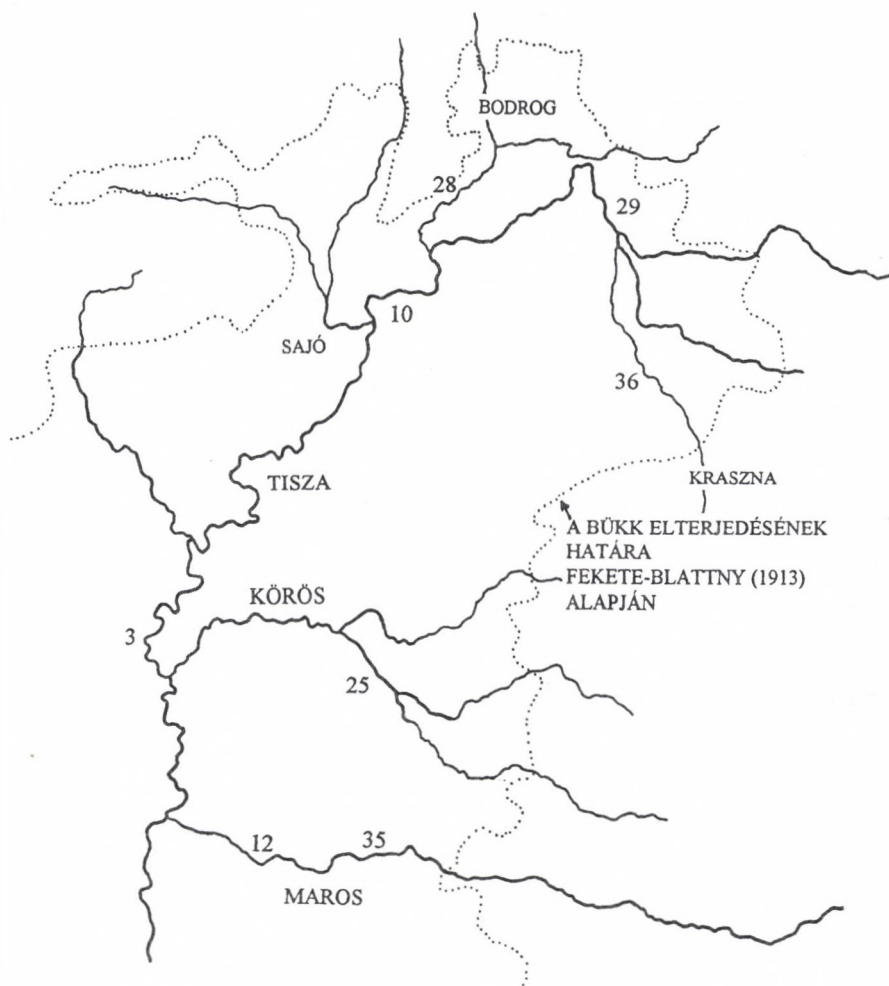 BODROG
28
29
10
SAJÓ
36
TISZA
KRASZNA
A BÜKK ELTERJEDÉSÉNEK
HATÁRA
FEKETE-BLATTNY (1913)
ALAPJÁN
KÖRÖS
3
25
12
35
MAROS